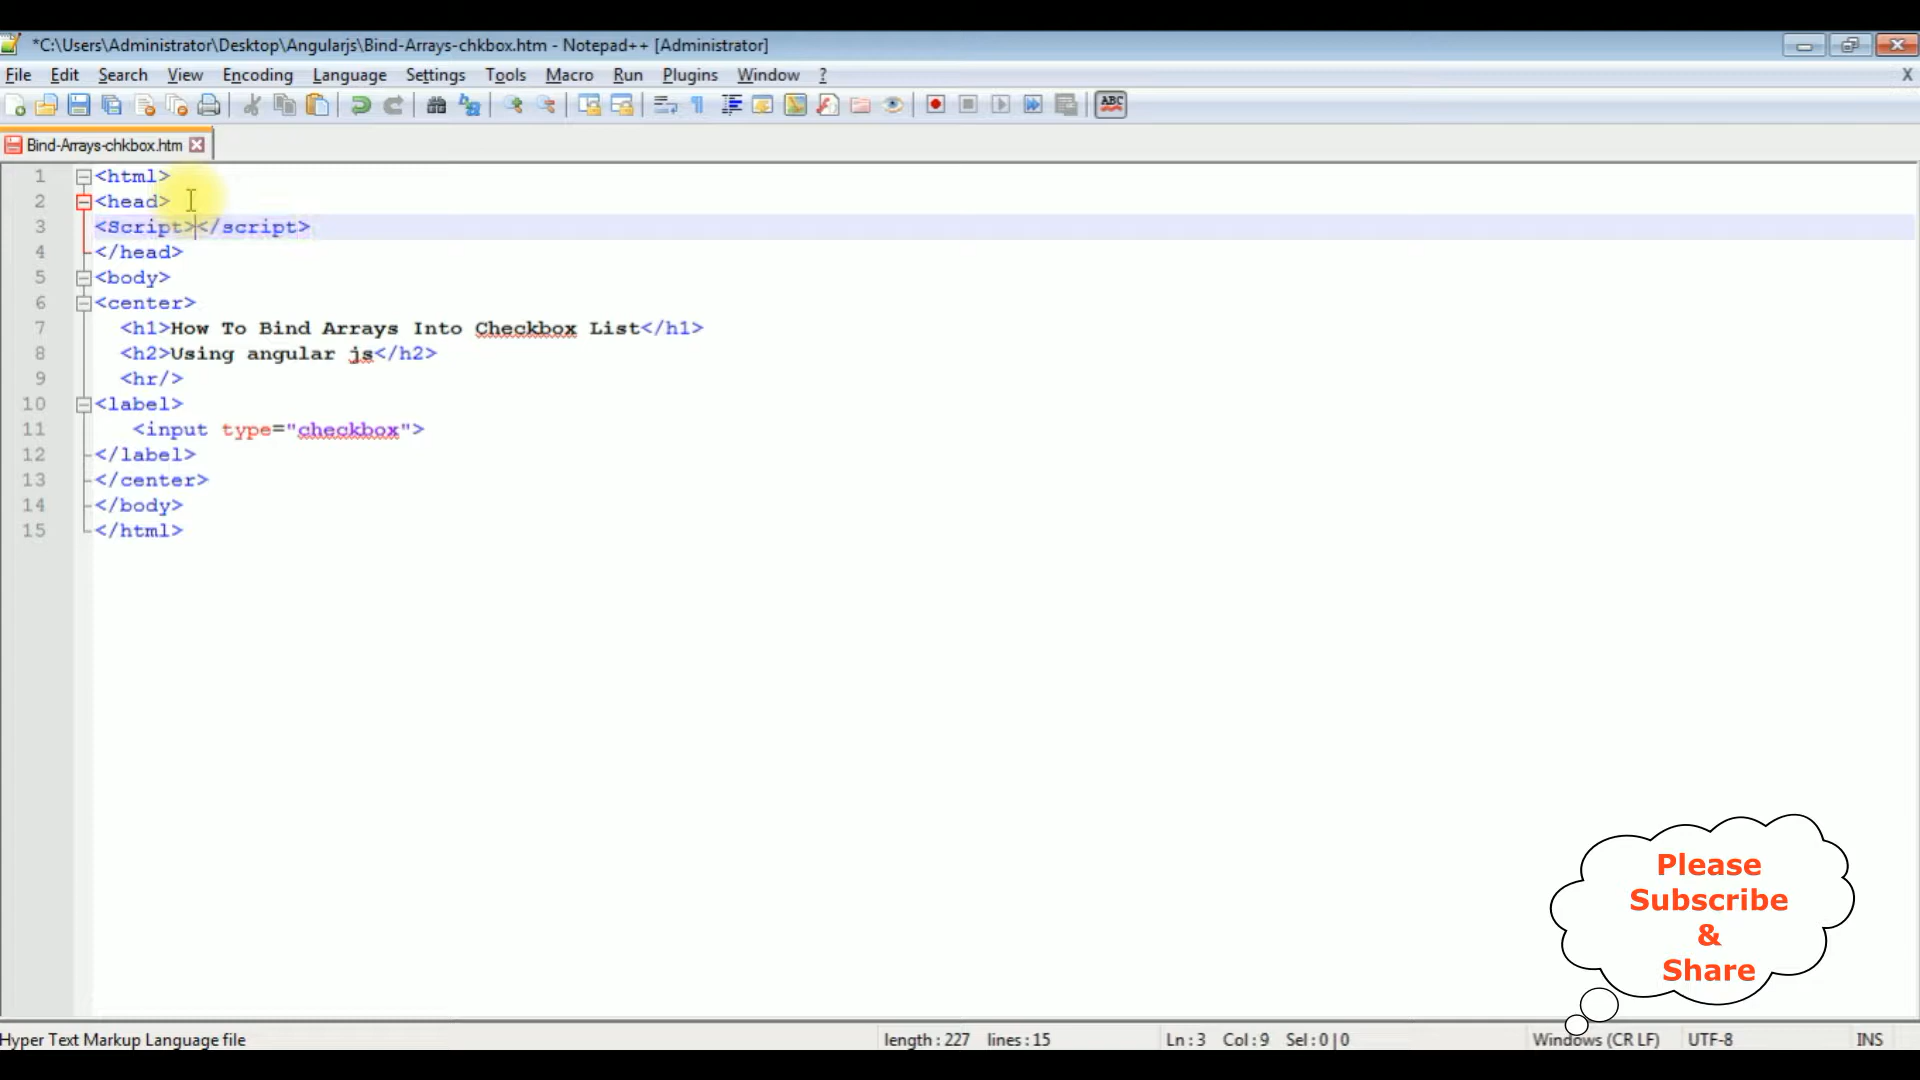 *C:\Users\Administrator\Desktop\Angularjs\Bind-Arrays-chkbox.htm - Notepad++ [Administrator]
File Edit Search View Encoding Language Settings Tools Macro Run Plugins Window ? X
ABC
Bind-Arrays-chkbox.htm
1 <html>
2 <head>
3 <Script></script>
4 </head>
5 <body>
6 <center>
7 <h1>How To Bind Arrays Into Checkbox List</h1>
8 <h2>Using angular js</h2>
9 <hr/>
10 <label>
11 <input type="checkbox">
12 </label>
13 </center>
14 </body>
15 </html>
Please
Subscribe
&
Share
Hyper Text Markup Language file length : 227 lines : 15 Ln : 3 Col : 9 Sel : 0 | 0 Windows (CR LF) UTF-8 INS